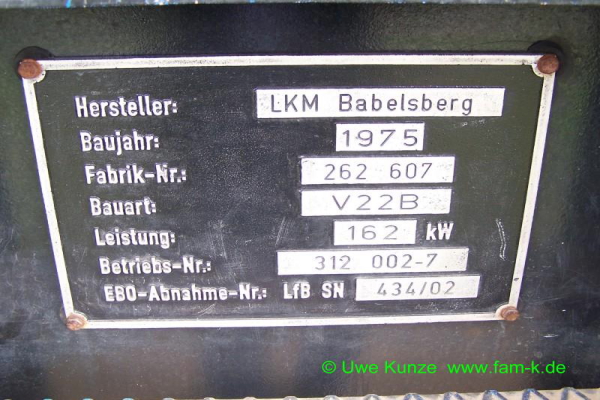 Hersteller: LKM Babelsberg
Baujahr: 1975
Fabrik-Nr.: 262 607
Bauart: V22B
Leistung: 162 kW
Betriebs-Nr.: 312 002-7
EBO-Abnahme-Nr.: LfB SN 434/02
© Uwe Kunze www.fam-k.de